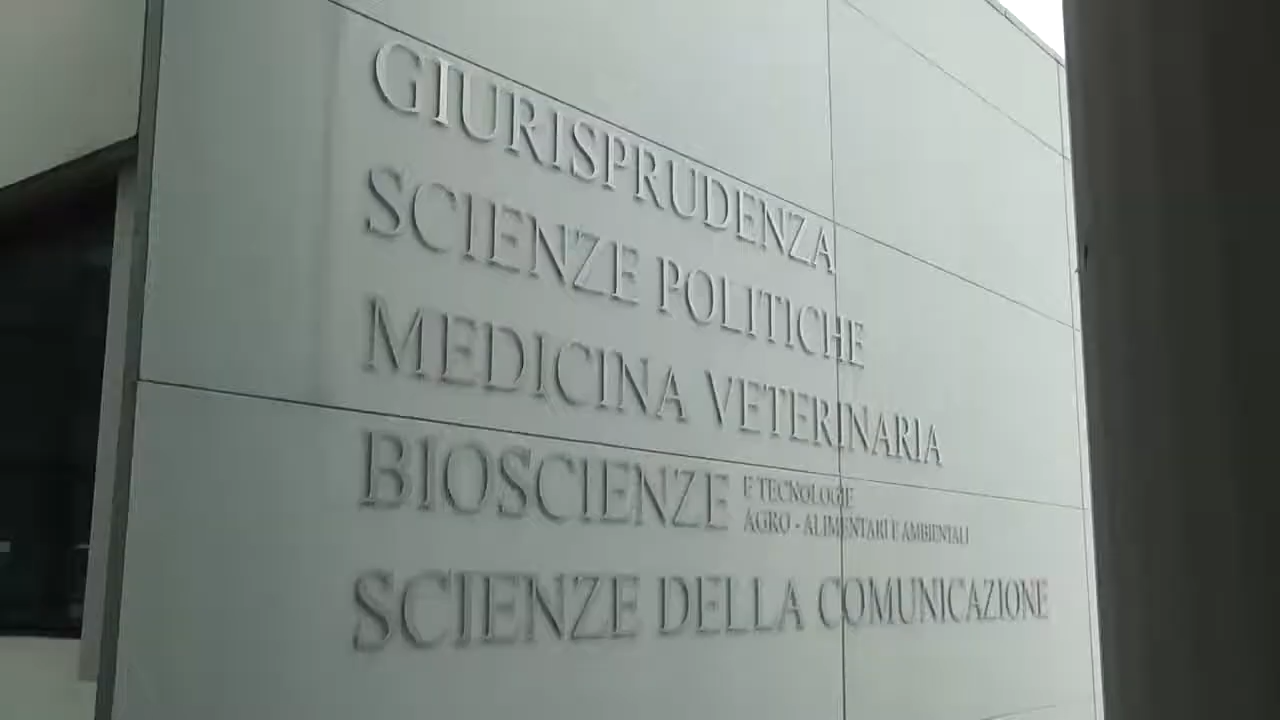 GIURISPRUDENZA
SCIENZE POLITICHE
MEDICINA VETERINARIA
BIOSCIENZE E TECNOLOGIE
AGRO - ALIMENTARI E AMBIENTALI
SCIENZE DELLA COMUNICAZIONE